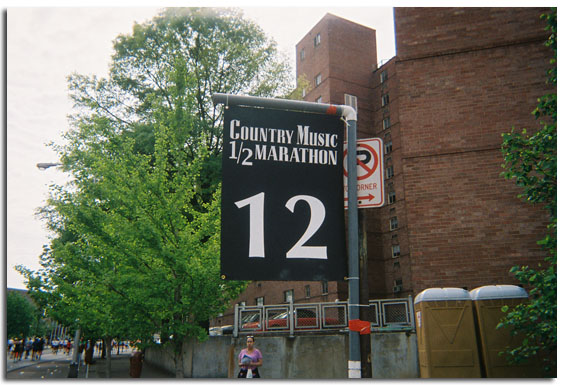 COUNTRY MUSIC
1/2 MARATHON
12
CORNER